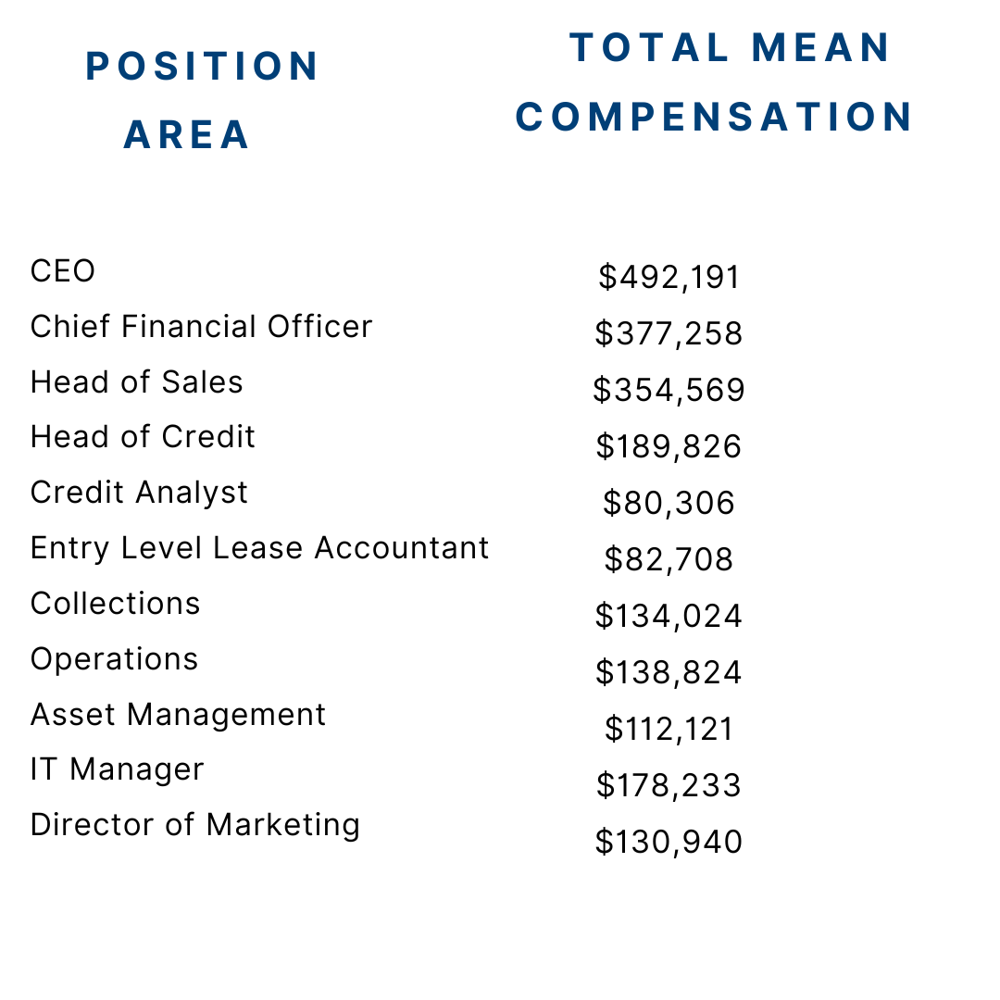 POSITION
AREA
TOTAL MEAN
COMPENSATION
CEO $492,191
Chief Financial Officer $377,258
Head of Sales $354,569
Head of Credit $189,826
Credit Analyst $80,306
Entry Level Lease Accountant $82,708
Collections $134,024
Operations $138,824
Asset Management $112,121
IT Manager $178,233
Director of Marketing $130,940